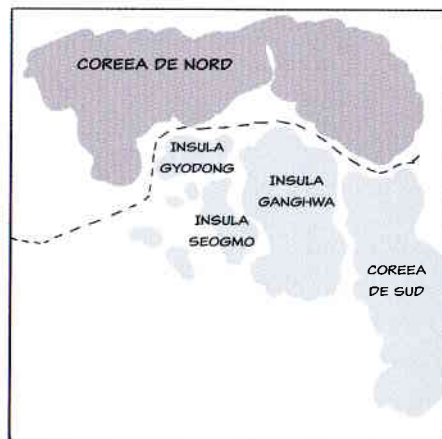 COREEA DE NORD
INSULA
GYODONG
INSULA
GANGHWA
INSULA
SEOGMO
COREEA
DE SUD